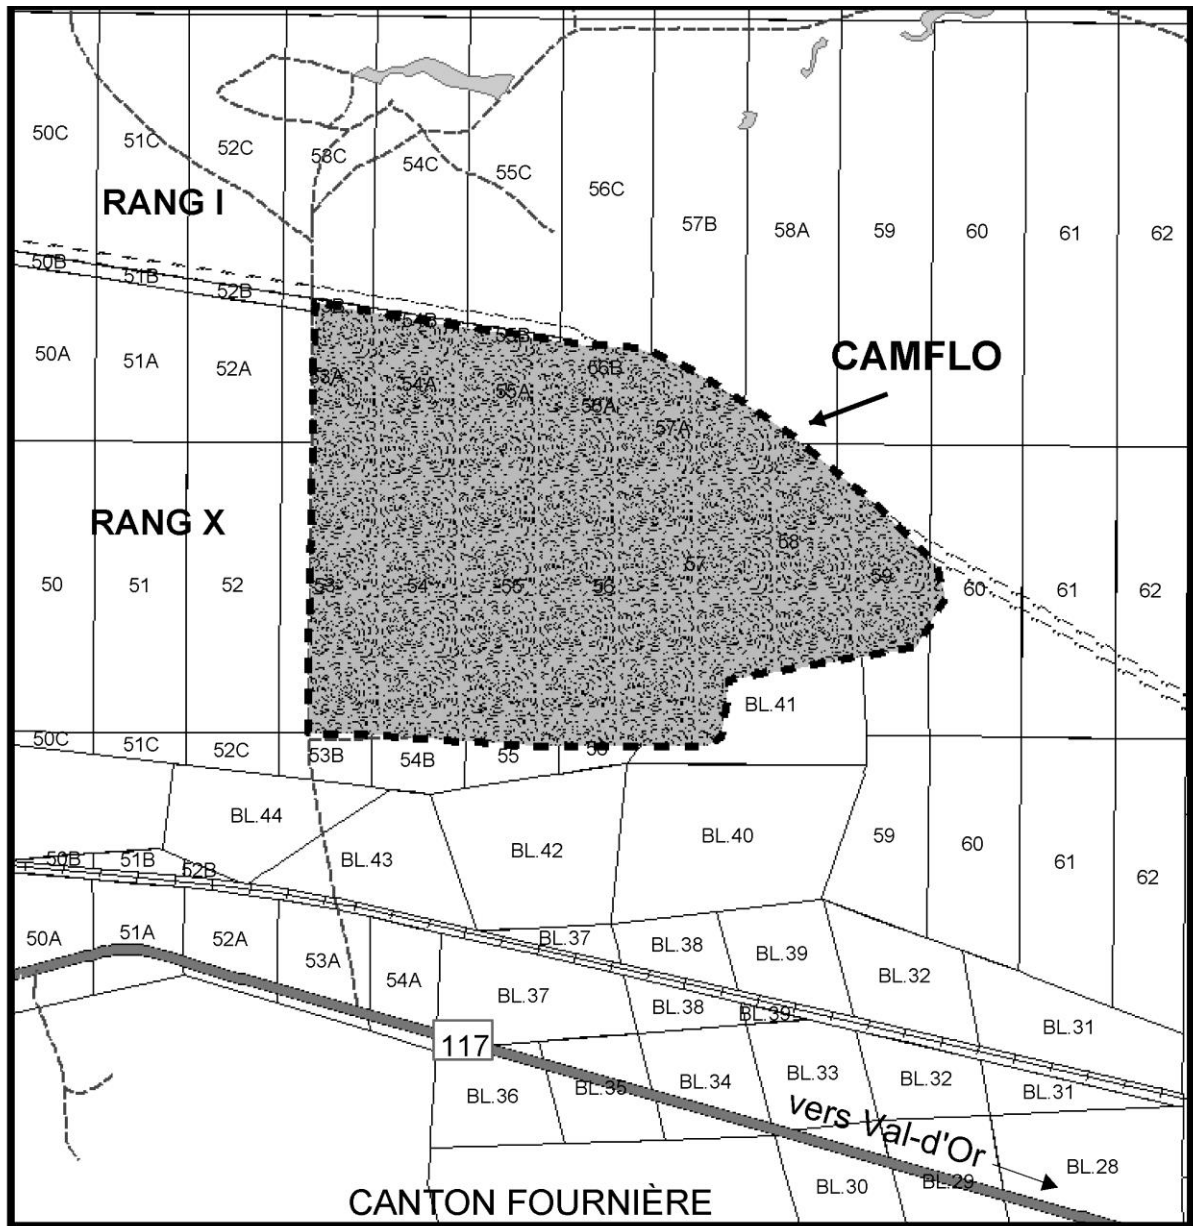 50C
51C
52C
53C
54C
55C
56C
57B
58A
59
60
61
62
RANG I
50B
51B
52B
54B
55B
56B
50A
51A
52A
53A
54A
55A
56A
57A
CAMFLO
RANG X
50
51
52
53
54
55
56
57
58
59
60
61
62
BL.41
50C
51C
52C
53B
54B
55
56
BL.44
BL.43
BL.42
BL.40
59
60
61
62
50B
51B
52B
50A
51A
52A
53A
54A
BL.37
BL.38
BL.39
BL.32
BL.31
BL.37
BL.38
BL.39
117
BL.36
BL.35
BL.34
BL.33
BL.32
BL.31
vers Val-d'Or
BL.30
BL.29
BL.28
CANTON FOURNIÈRE